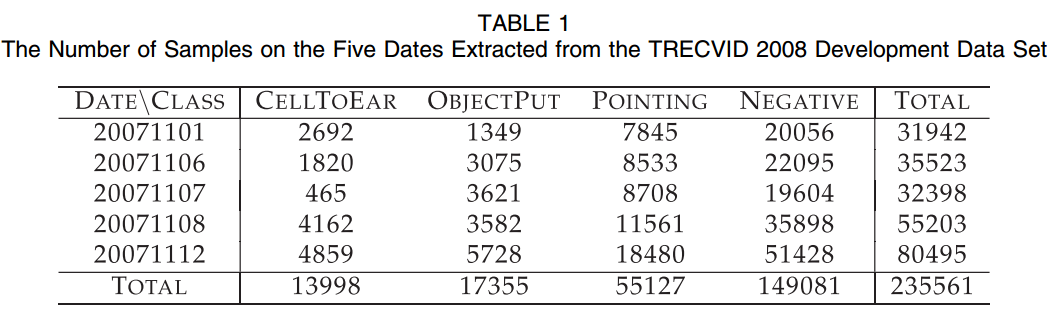 TABLE 1
The Number of Samples on the Five Dates Extracted from the TRECVID 2008 Development Data Set
DATE\CLASS CELLTOEAR OBJECTPUT POINTING NEGATIVE TOTAL
20071101 2692 1349 7845 20056 31942
20071106 1820 3075 8533 22095 35523
20071107 465 3621 8708 19604 32398
20071108 4162 3582 11561 35898 55203
20071112 4859 5728 18480 51428 80495
TOTAL 13998 17355 55127 149081 235561